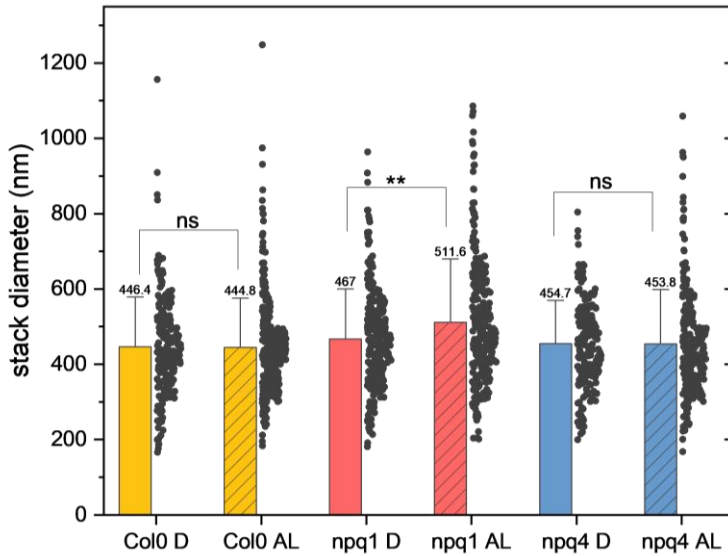 stack diameter (nm)
1200
1000
800
600
400
200
0
ns
**
ns
446.4
444.8
467
511.6
454.7
453.8
Col0 D
Col0 AL
npq1 D
npq1 AL
npq4 D
npq4 AL